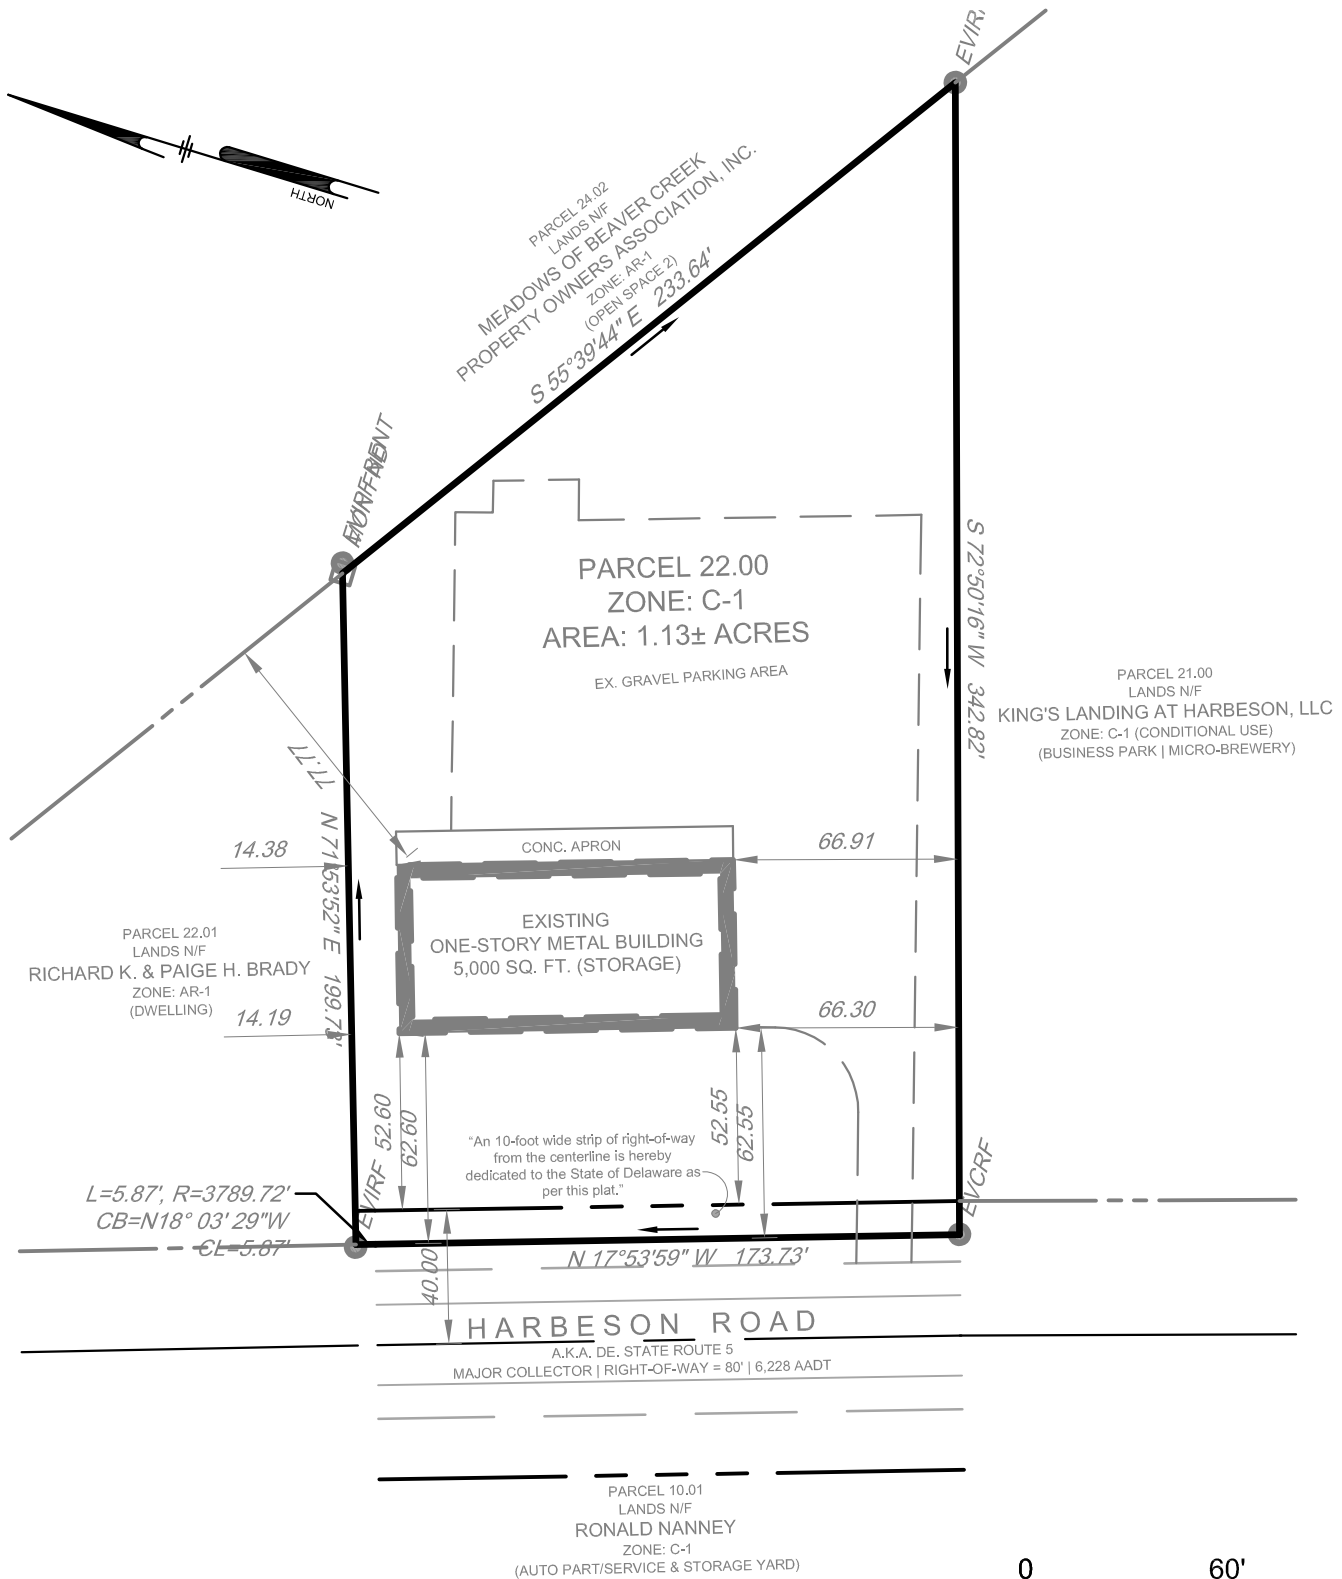 EVIR
NORTH
PARCEL 24.02
LANDS N/F
MEADOWS OF BEAVER CREEK
PROPERTY OWNERS ASSOCIATION, INC.
ZONE: AR-1
(OPEN SPACE 2)
S 55°39'44" E 233.64'
PARCEL 22.00
ZONE: C-1
AREA: 1.13± ACRES
EX. GRAVEL PARKING AREA
S 72°50'16" W 342.82'
PARCEL 21.00
LANDS N/F
KING'S LANDING AT HARBESON, LLC
ZONE: C-1 (CONDITIONAL USE)
(BUSINESS PARK | MICRO-BREWERY)
77.77
N 71°53'52" E 199.73'
14.38
CONC. APRON
66.91
EXISTING
ONE-STORY METAL BUILDING
5,000 SQ. FT. (STORAGE)
PARCEL 22.01
LANDS N/F
RICHARD K. & PAIGE H. BRADY
ZONE: AR-1
(DWELLING)
14.19
66.30
52.60
62.60
52.55
62.55
"An 10-foot wide strip of right-of-way
from the centerline is hereby
dedicated to the State of Delaware as
per this plat."
EVIRF
EVCRF
L=5.87', R=3789.72'
CB=N18° 03' 29"W
CL=5.87'
N 17°53'59" W 173.73'
40.00
HARBESON ROAD
A.K.A. DE. STATE ROUTE 5
MAJOR COLLECTOR | RIGHT-OF-WAY = 80' | 6,228 AADT
PARCEL 10.01
LANDS N/F
RONALD NANNEY
ZONE: C-1
(AUTO PART/SERVICE & STORAGE YARD)
0 60'